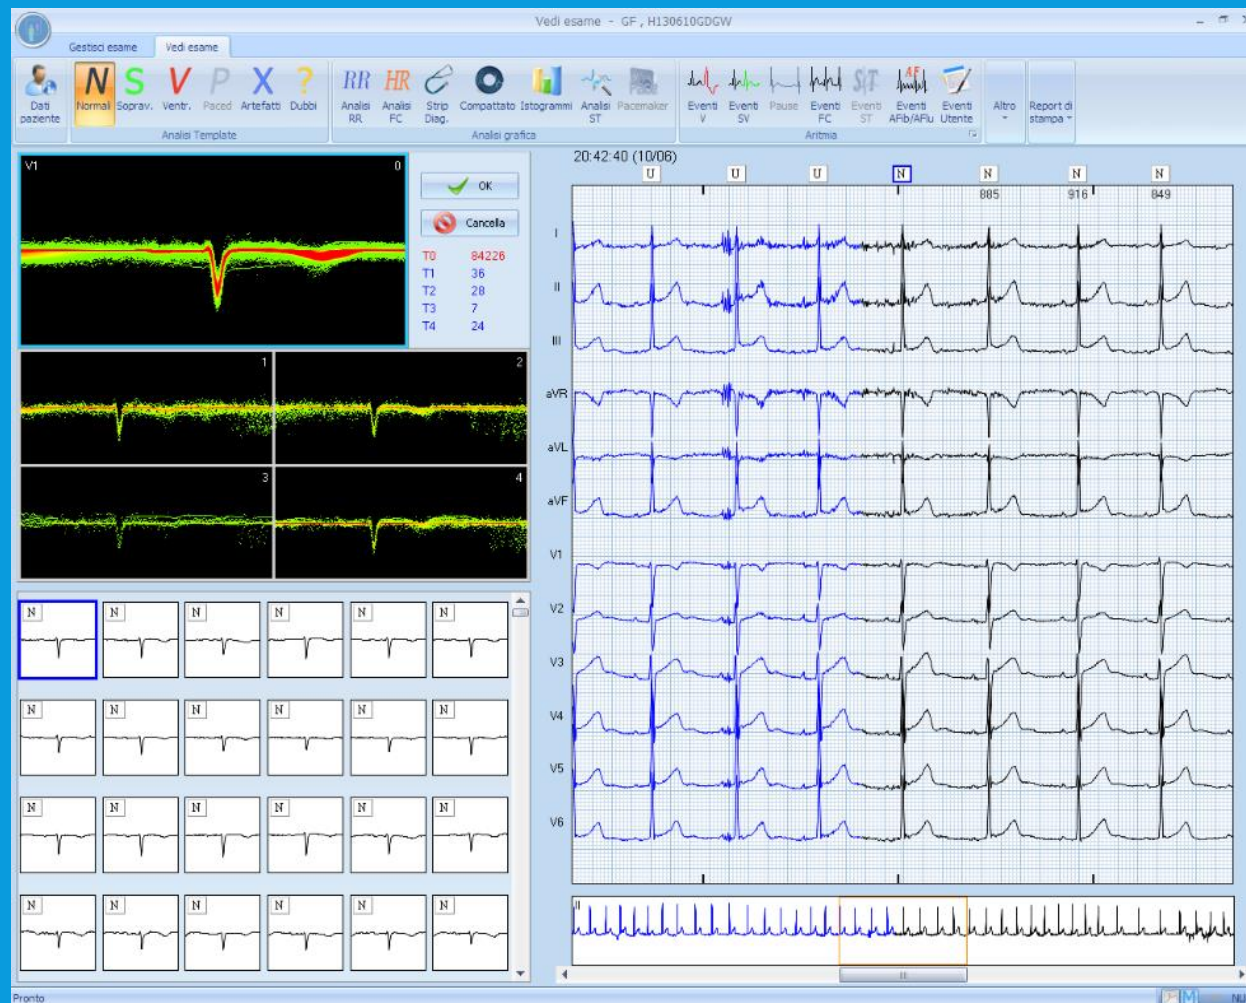 Vedi esame - GF , H130610GDGW
Gestisci esame Vedi esame
N S V P X ? RR HR
Dati paziente Normali Soprav. Ventr. Paced Artefatti Dubbi Analisi RR Analisi FC Strip Diag. Compattato Istogrammi Analisi ST Pacemaker Eventi V Eventi SV Pause Eventi FC Eventi ST Eventi AFib/AFlu Eventi Utente Altro Report di stampa
Analisi Template Analisi grafica Aritmia
V1 0
OK
Cancella
T0 84226
T1 36
T2 28
T3 7
T4 24
1 2
3 4
N N N N N N
N N N N N N
N N N N N N
N N N N N N
20:42:40 (10/06)
U U U N N N N
885 916 849
I
II
III
aVR
aVL
aVF
V1
V2
V3
V4
V5
V6
II
Pronto